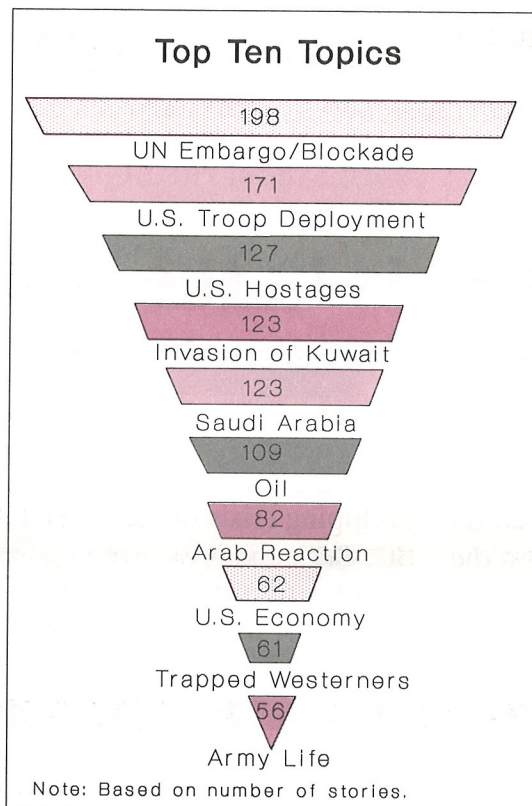 Top Ten Topics
198
UN Embargo/Blockade
171
U.S. Troop Deployment
127
U.S. Hostages
123
Invasion of Kuwait
123
Saudi Arabia
109
Oil
82
Arab Reaction
62
U.S. Economy
61
Trapped Westerners
56
Army Life
Note: Based on number of stories.